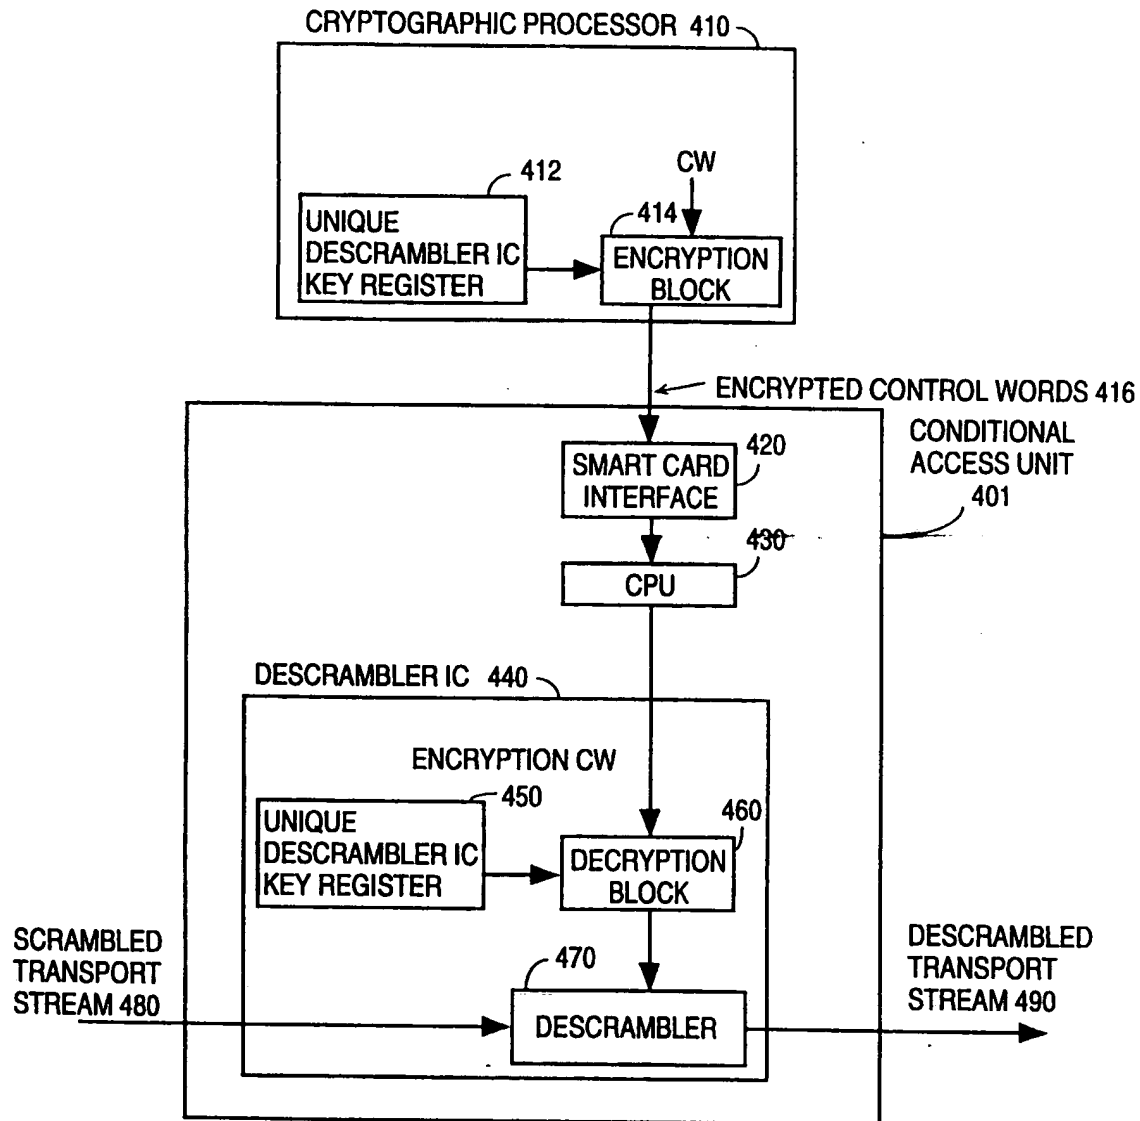 CRYPTOGRAPHIC PROCESSOR 410
412
CW
UNIQUE
DESCRAMBLER IC
KEY REGISTER
414
ENCRYPTION
BLOCK
ENCRYPTED CONTROL WORDS 416
CONDITIONAL
ACCESS UNIT
401
420
SMART CARD
INTERFACE
430
CPU
DESCRAMBLER IC 440
ENCRYPTION CW
450
UNIQUE
DESCRAMBLER IC
KEY REGISTER
460
DECRYPTION
BLOCK
SCRAMBLED
TRANSPORT
STREAM 480
470
DESCRAMBLER
DESCRAMBLED
TRANSPORT
STREAM 490